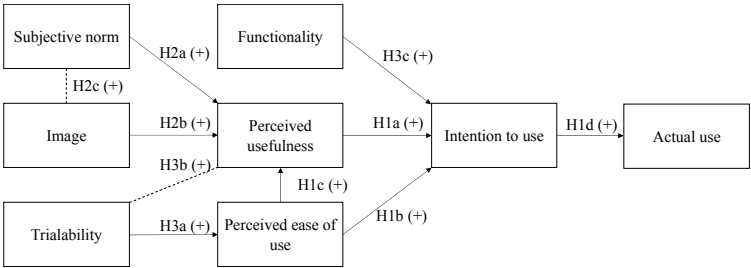 Subjective norm
H2a (+)
Functionality
H3c (+)
H2c (+)
Image
H2b (+)
Perceived
usefulness
H1a (+)
Intention to use
H1d (+)
Actual use
H3b (+)
H1c (+)
Trialability
H3a (+)
Perceived ease of
use
H1b (+)